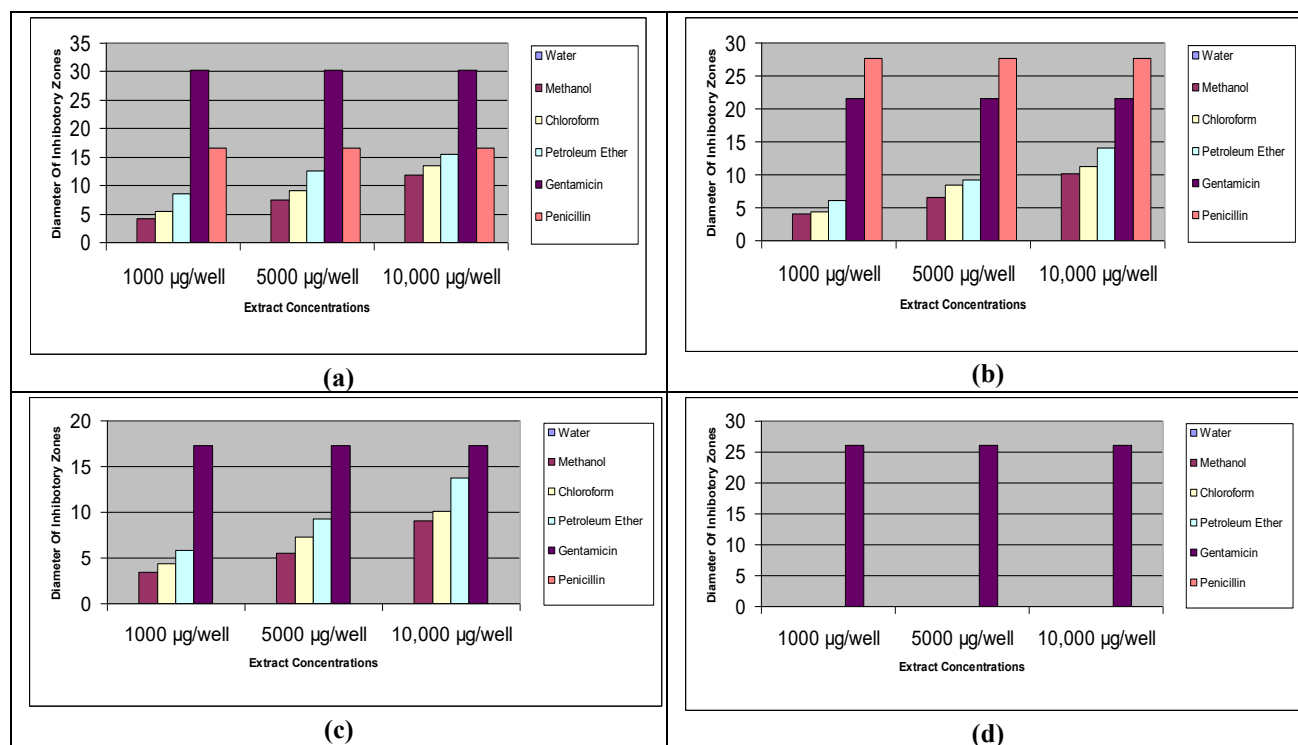 35
30
25
20
15
10
5
0
Diameter Of Inhibotory Zones
1000 µg/well 5000 µg/well 10,000 µg/well
Extract Concentrations
Water
Methanol
Chloroform
Petroleum Ether
Gentamicin
Penicillin
(a)
30
25
20
15
10
5
0
Diameter Of Inhibotory Zones
1000 µg/well 5000 µg/well 10,000 µg/well
Extract Concentrations
Water
Methanol
Chloroform
Petroleum Ether
Gentamicin
Penicillin
(b)
20
15
10
5
0
Diameter Of Inhibotory Zones
1000 µg/well 5000 µg/well 10,000 µg/well
Extract Concentrations
Water
Methanol
Chloroform
Petroleum Ether
Gentamicin
Penicillin
(c)
30
25
20
15
10
5
0
Diameter Of Inhibotory Zones
1000 µg/well 5000 µg/well 10,000 µg/well
Extract Concentrations
Water
Methanol
Chloroform
Petroleum Ether
Gentamicin
Penicillin
(d)